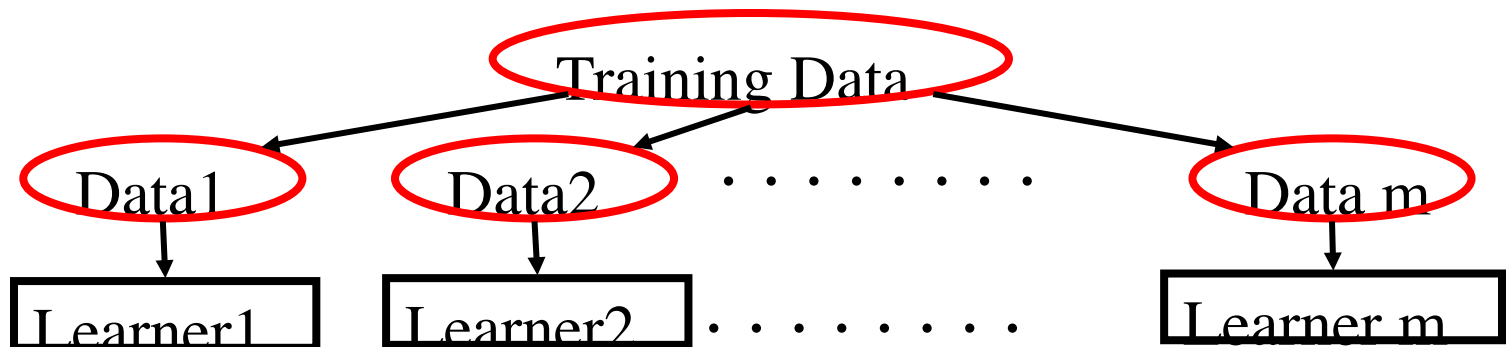 Training Data
Data1 Data2 . . . . . . . . Data m
Learner1 Learner2 . . . . . . . . Learner m